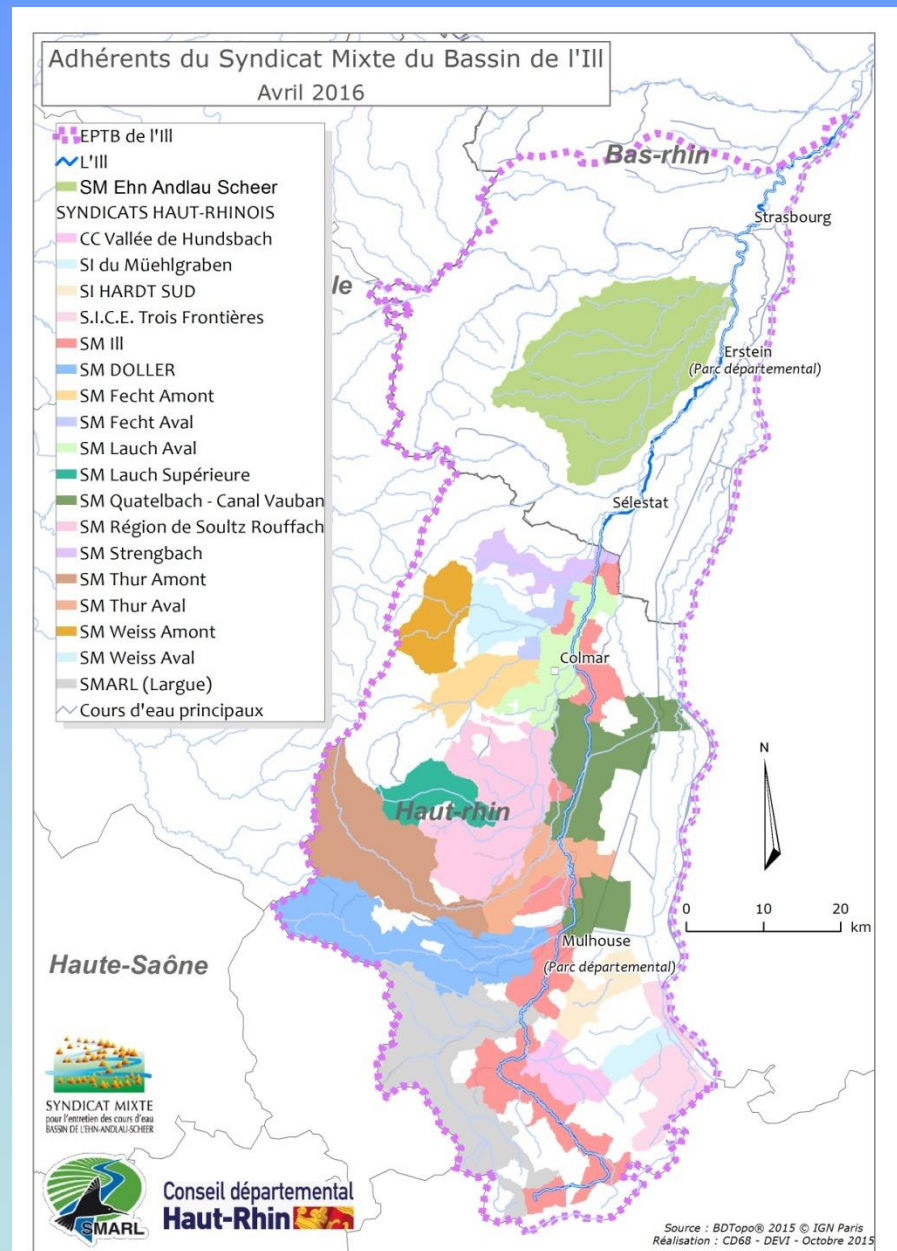 Adhérents du Syndicat Mixte du Bassin de l'Ill
Avril 2016
EPTB de l'Ill
L'Ill
SM Ehn Andlau Scheer
SYNDICATS HAUT-RHINOIS
CC Vallée de Hundsbach
SI du Müehlgraben
SI HARDT SUD
S.I.C.E. Trois Frontières
SM Ill
SM DOLLER
SM Fecht Amont
SM Fecht Aval
SM Lauch Aval
SM Lauch Supérieure
SM Quatelbach - Canal Vauban
SM Région de Soultz Rouffach
SM Strengbach
SM Thur Amont
SM Thur Aval
SM Weiss Amont
SM Weiss Aval
SMARL (Largue)
Cours d'eau principaux
Bas-rhin
Strasbourg
le
Erstein
(Parc départemental)
Sélestat
Colmar
Haut-rhin
N
0 10 20
km
Mulhouse
(Parc départemental)
Haute-Saône
SYNDICAT MIXTE
pour l'entretien des cours d'eau
BASSIN DE L'EHN-ANDLAU-SCHEER
SMARL
Conseil départemental
Haut-Rhin
Source : BDTopo® 2015 © IGN Paris
Réalisation : CD68 - DEVI - Octobre 2015